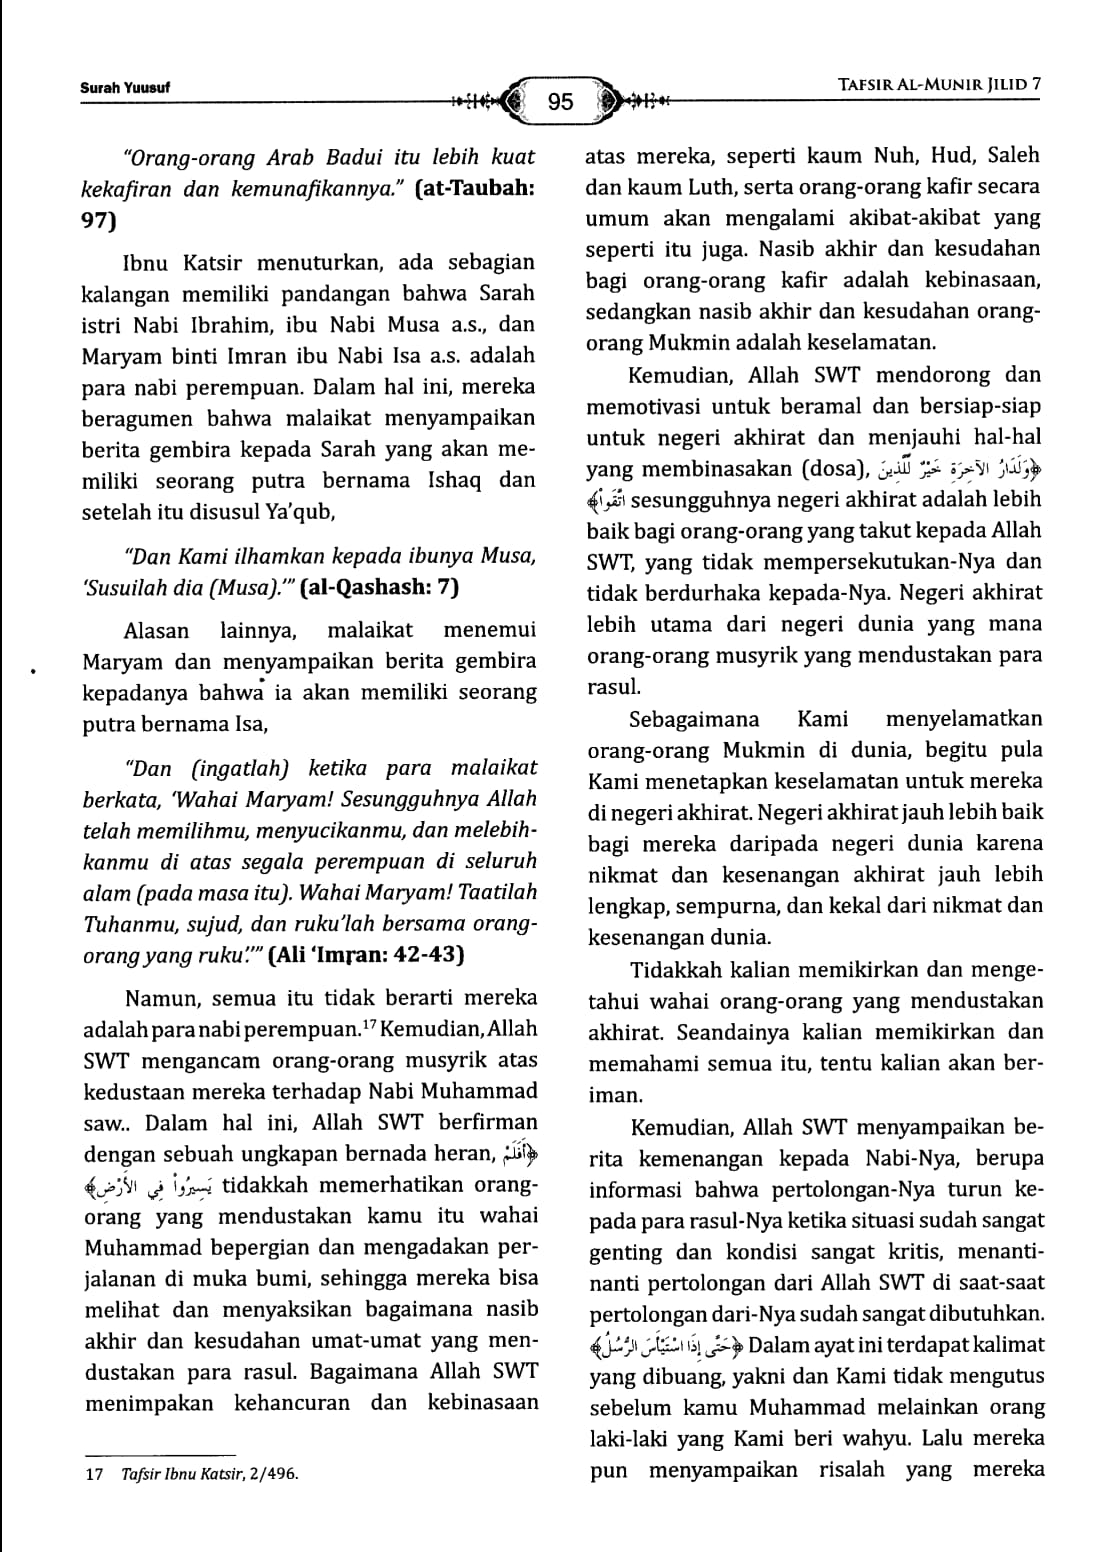 Surah Yuusuf
95
TAFSIR AL-MUNIR JILID 7
“Orang-orang Arab Badui itu lebih kuat
kekafiran dan kemunafikannya.” (at-Taubah:
97)
Ibnu Katsir menuturkan, ada sebagian
kalangan memiliki pandangan bahwa Sarah
istri Nabi Ibrahim, ibu Nabi Musa a.s., dan
Maryam binti Imran ibu Nabi Isa a.s. adalah
para nabi perempuan. Dalam hal ini, mereka
beragumen bahwa malaikat menyampaikan
berita gembira kepada Sarah yang akan me-
miliki seorang putra bernama Ishaq dan
setelah itu disusul Ya’qub,
“Dan Kami ilhamkan kepada ibunya Musa,
‘Susuilah dia (Musa).’” (al-Qashash: 7)
Alasan lainnya, malaikat menemui
Maryam dan menyampaikan berita gembira
kepadanya bahwa ia akan memiliki seorang
putra bernama Isa,
“Dan (ingatlah) ketika para malaikat
berkata, ‘Wahai Maryam! Sesungguhnya Allah
telah memilihmu, menyucikanmu, dan melebih-
kanmu di atas segala perempuan di seluruh
alam (pada masa itu). Wahai Maryam! Taatilah
Tuhanmu, sujud, dan ruku’lah bersama orang-
orang yang ruku’.’” (Ali ‘Imran: 42-43)
Namun, semua itu tidak berarti mereka
adalah para nabi perempuan.¹⁷ Kemudian, Allah
SWT mengancam orang-orang musyrik atas
kedustaan mereka terhadap Nabi Muhammad
saw.. Dalam hal ini, Allah SWT berfirman
dengan sebuah ungkapan bernada heran, ﴿أَفَلَمْ
يَسِيرُواْ فِي الأَرْضِ﴾ tidakkah memerhatikan orang-
orang yang mendustakan kamu itu wahai
Muhammad bepergian dan mengadakan per-
jalanan di muka bumi, sehingga mereka bisa
melihat dan menyaksikan bagaimana nasib
akhir dan kesudahan umat-umat yang men-
dustakan para rasul. Bagaimana Allah SWT
menimpakan kehancuran dan kebinasaan
17 Tafsir Ibnu Katsir, 2/496.
atas mereka, seperti kaum Nuh, Hud, Saleh
dan kaum Luth, serta orang-orang kafir secara
umum akan mengalami akibat-akibat yang
seperti itu juga. Nasib akhir dan kesudahan
bagi orang-orang kafir adalah kebinasaan,
sedangkan nasib akhir dan kesudahan orang-
orang Mukmin adalah keselamatan.
Kemudian, Allah SWT mendorong dan
memotivasi untuk beramal dan bersiap-siap
untuk negeri akhirat dan menjauhi hal-hal
yang membinasakan (dosa), ﴿وَلَدَارُ الآخِرَةِ خَيْرٌ لِّلَّذِينَ
اتَّقَواْ﴾ sesungguhnya negeri akhirat adalah lebih
baik bagi orang-orang yang takut kepada Allah
SWT, yang tidak mempersekutukan-Nya dan
tidak berdurhaka kepada-Nya. Negeri akhirat
lebih utama dari negeri dunia yang mana
orang-orang musyrik yang mendustakan para
rasul.
Sebagaimana Kami menyelamatkan
orang-orang Mukmin di dunia, begitu pula
Kami menetapkan keselamatan untuk mereka
di negeri akhirat. Negeri akhirat jauh lebih baik
bagi mereka daripada negeri dunia karena
nikmat dan kesenangan akhirat jauh lebih
lengkap, sempurna, dan kekal dari nikmat dan
kesenangan dunia.
Tidakkah kalian memikirkan dan menge-
tahui wahai orang-orang yang mendustakan
akhirat. Seandainya kalian memikirkan dan
memahami semua itu, tentu kalian akan ber-
iman.
Kemudian, Allah SWT menyampaikan be-
rita kemenangan kepada Nabi-Nya, berupa
informasi bahwa pertolongan-Nya turun ke-
pada para rasul-Nya ketika situasi sudah sangat
genting dan kondisi sangat kritis, menanti-
nanti pertolongan dari Allah SWT di saat-saat
pertolongan dari-Nya sudah sangat dibutuhkan.
﴿حَتَّى إِذَا اسْتَيْأَسَ الرُّسُلُ﴾ Dalam ayat ini terdapat kalimat
yang dibuang, yakni dan Kami tidak mengutus
sebelum kamu Muhammad melainkan orang
laki-laki yang Kami beri wahyu. Lalu mereka
pun menyampaikan risalah yang mereka